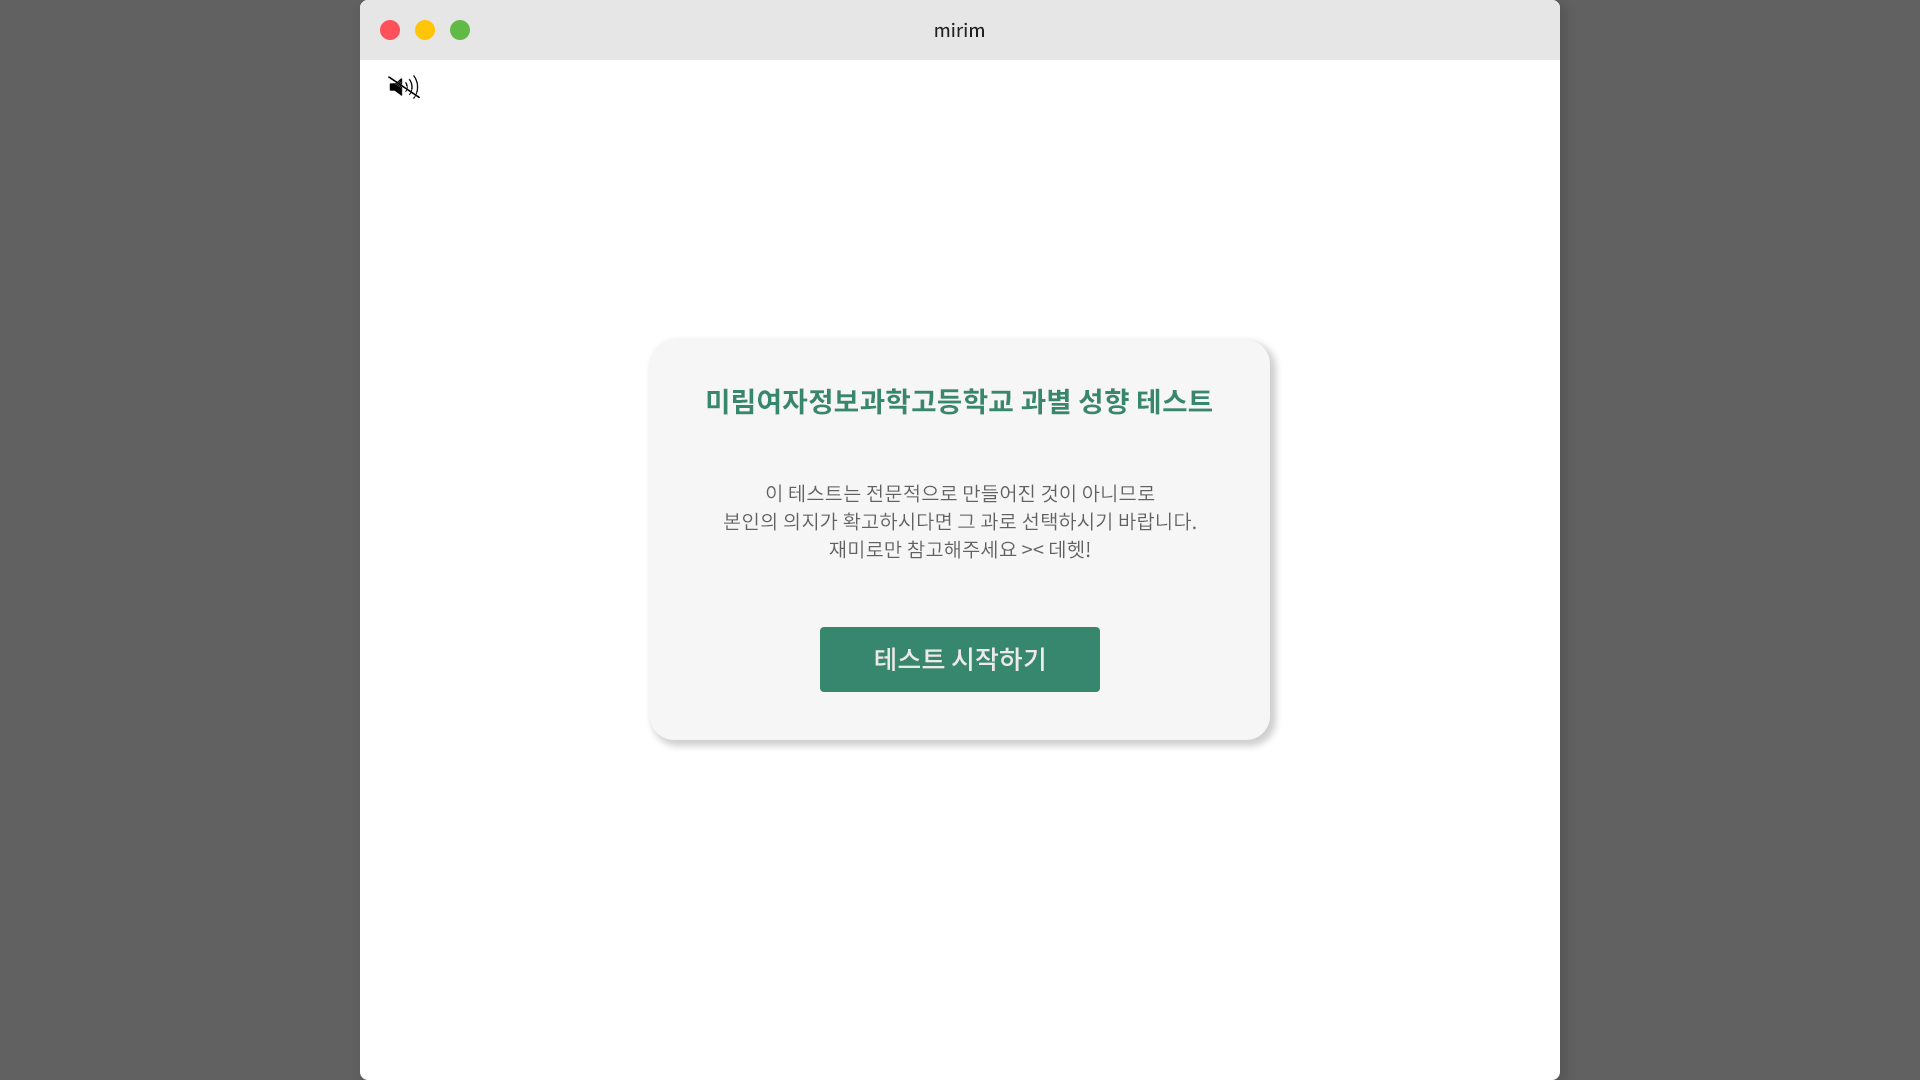 mirim
미림여자정보과학고등학교 과별 성향 테스트
이 테스트는 전문적으로 만들어진 것이 아니므로
본인의 의지가 확고하시다면 그 과로 선택하시기 바랍니다.
재미로만 참고해주세요 >< 데헷!
테스트 시작하기